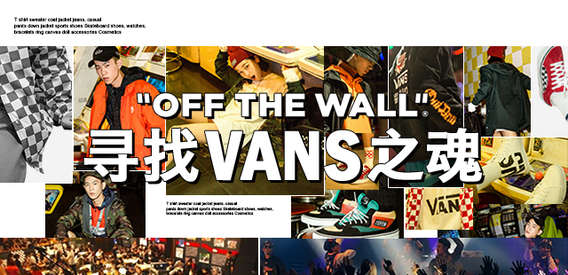 T shirt sweater coat jacket jeans, casual
pants down jacket sports shoes Skateboard shoes, watches,
bracelets ring canvas doll accessories Cosmetics
"OFF THE WALL"
寻找VANS之魂
T shirt sweater coat jacket jeans, casual
pants down jacket sports shoes Skateboard shoes, watches,
bracelets ring canvas doll accessories Cosmetics
VANS
VANS